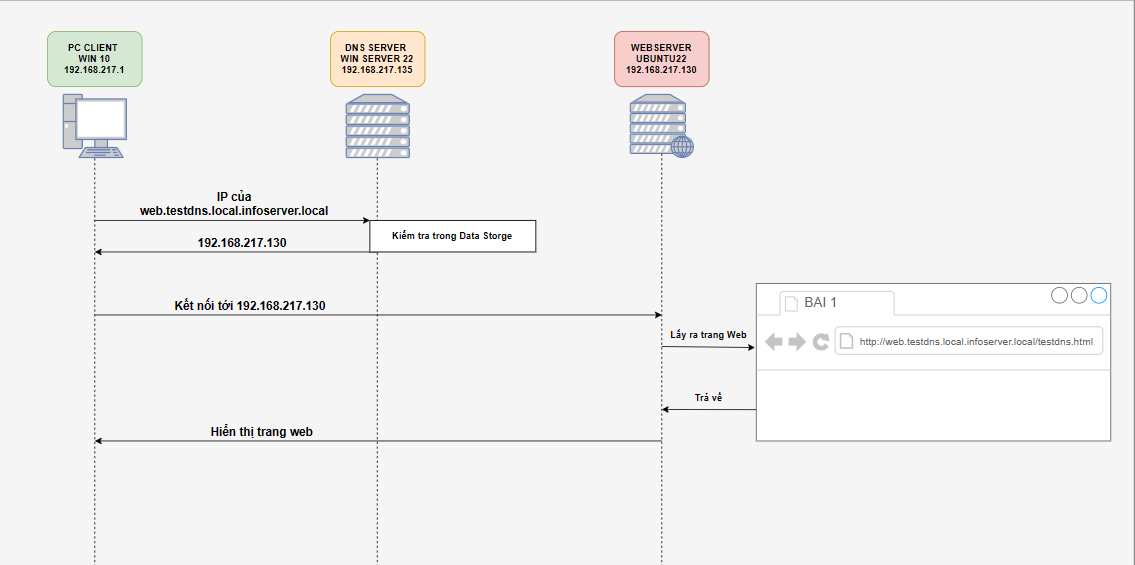 PC CLIENT
WIN 10
192.168.217.1
DNS SERVER
WIN SERVER 22
192.168.217.135
WEBSERVER
UBUNTU22
192.168.217.130
IP của
web.testdns.local.infoserver.local
Kiểm tra trong Data Storge
192.168.217.130
Kết nối tới 192.168.217.130
BAI 1
Lấy ra trang Web
http://web.testdns.local.infoserver.local/testdns.html
Trả về
Hiển thị trang web